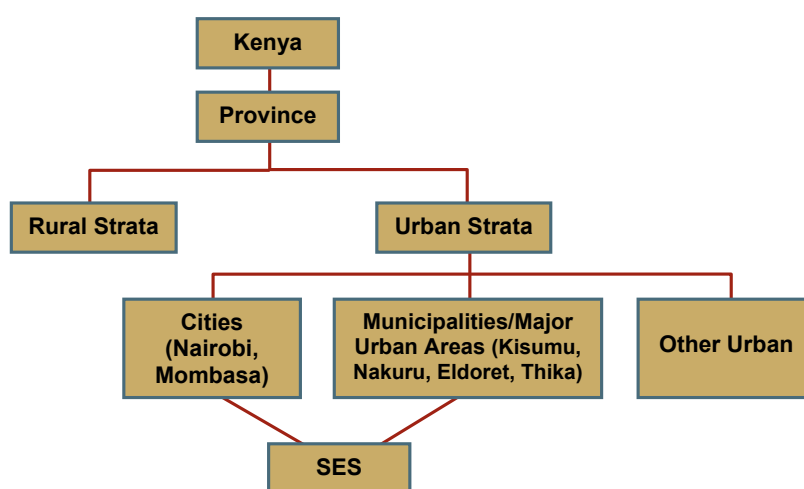 Kenya
Province
Rural Strata
Urban Strata
Cities
(Nairobi,
Mombasa)
Municipalities/Major
Urban Areas (Kisumu,
Nakuru, Eldoret, Thika)
Other Urban
SES